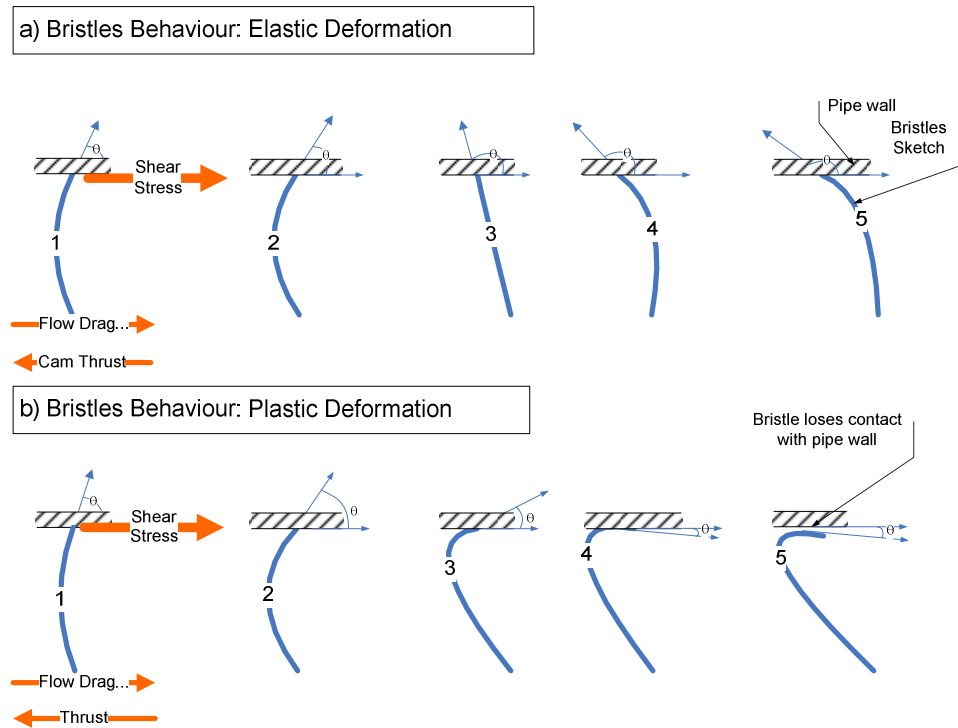 a) Bristles Behaviour: Elastic Deformation
Pipe wall
Bristles
Sketch
θ
θ
θ
θ
θ
Shear
Stress
1
2
3
4
5
Flow Drag...
Cam Thrust
b) Bristles Behaviour: Plastic Deformation
Bristle loses contact
with pipe wall
θ
θ
θ
θ
θ
Shear
Stress
1
2
3
4
5
Flow Drag...
Thrust